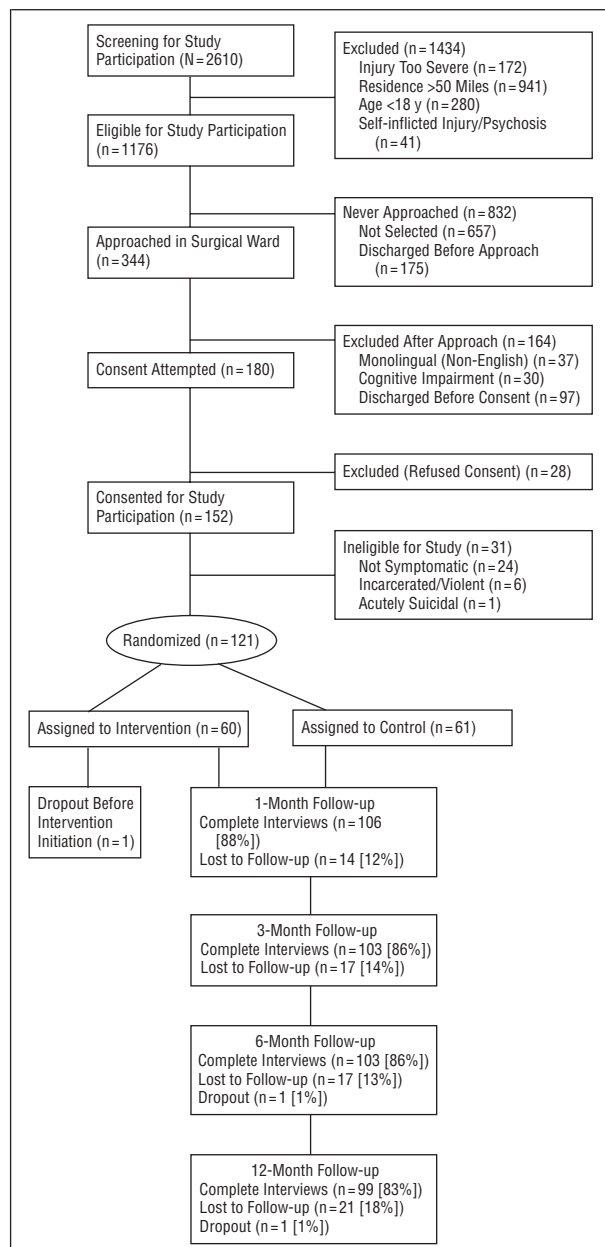 Screening for Study
Participation (N=2610)
Excluded (n=1434)
Injury Too Severe (n=172)
Residence >50 Miles (n=941)
Age <18 y (n=280)
Self-inflicted Injury/Psychosis
(n=41)
Eligible for Study Participation
(n=1176)
Never Approached (n=832)
Not Selected (n=657)
Discharged Before Approach
(n=175)
Approached in Surgical Ward
(n=344)
Excluded After Approach (n=164)
Monolingual (Non-English) (n=37)
Cognitive Impairment (n=30)
Discharged Before Consent (n=97)
Consent Attempted (n=180)
Excluded (Refused Consent) (n=28)
Consented for Study
Participation (n=152)
Ineligible for Study (n=31)
Not Symptomatic (n=24)
Incarcerated/Violent (n=6)
Acutely Suicidal (n=1)
Randomized (n=121)
Assigned to Intervention (n=60)
Assigned to Control (n=61)
Dropout Before
Intervention
Initiation (n=1)
1-Month Follow-up
Complete Interviews (n=106
[88%])
Lost to Follow-up (n=14 [12%])
3-Month Follow-up
Complete Interviews (n=103 [86%])
Lost to Follow-up (n=17 [14%])
6-Month Follow-up
Complete Interviews (n=103 [86%])
Lost to Follow-up (n=17 [13%])
Dropout (n=1 [1%])
12-Month Follow-up
Complete Interviews (n=99 [83%])
Lost to Follow-up (n=21 [18%])
Dropout (n=1 [1%])